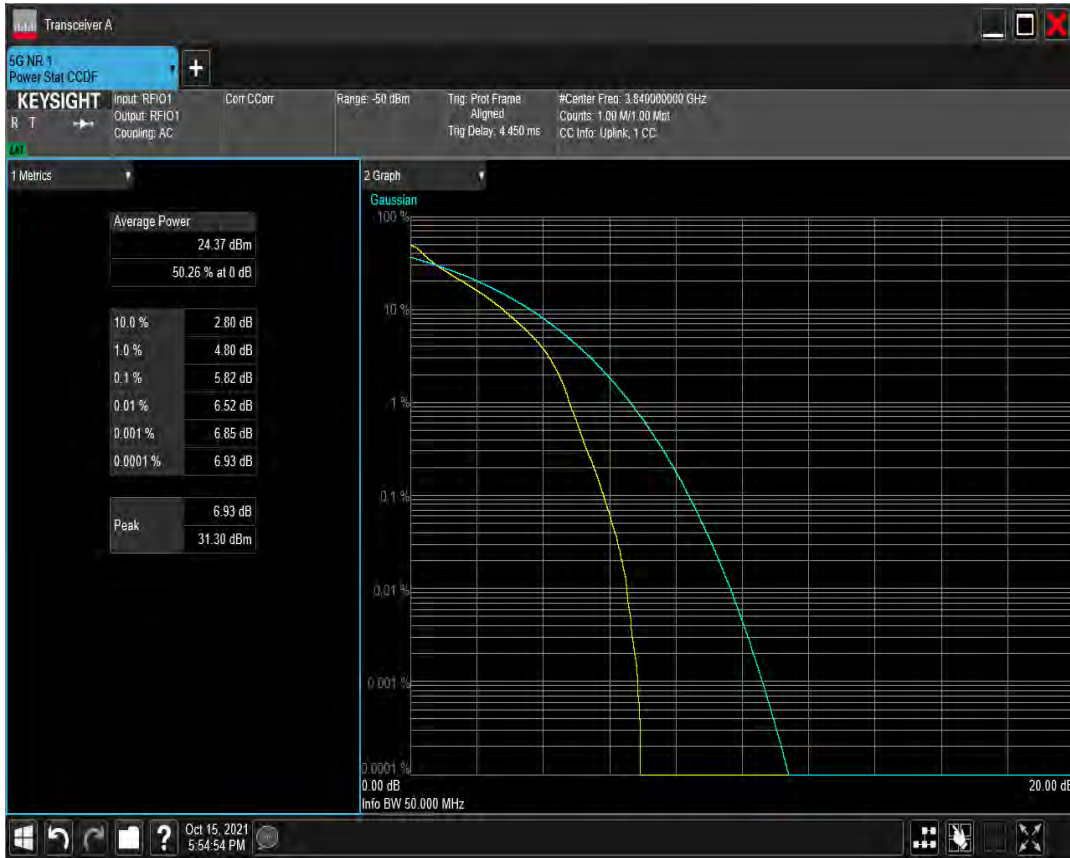 Transceiver A
5G NR 1
Power Stat CCDF
+
KEYSIGHT
R T
LXI
Input: RFIO1
Output: RFIO1
Coupling: AC
Corr CCorr
Range: -50 dBm
Trig: Prot Frame
Aligned
Trig Delay: 4.450 ms
#Center Freq: 3.840000000 GHz
Counts: 1.00 M/1.00 Mpt
CC Info: Uplink, 1 CC
1 Metrics
Average Power
24.37 dBm
50.26 % at 0 dB
10.0 % 2.80 dB
1.0 % 4.80 dB
0.1 % 5.82 dB
0.01 % 6.52 dB
0.001 % 6.85 dB
0.0001 % 6.93 dB
Peak 6.93 dB
31.30 dBm
2 Graph
Gaussian
100 %
10 %
1 %
0.1 %
0.01 %
0.001 %
0.0001 %
0.00 dB
20.00 dB
Info BW 50.000 MHz
?
Oct 15, 2021
5:54:54 PM